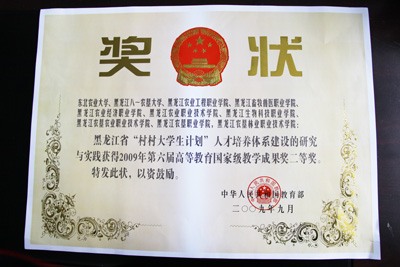 奖 状
东北农业大学、黑龙江八一农垦大学、黑龙江农业工程职业学院、黑龙江畜牧兽医职业学院、
黑龙江农业经济职业学院、黑龙江农业职业技术学院、黑龙江生物科技职业学院、
黑龙江农垦农业职业技术学院、黑龙江农垦职业学院、黑龙江农垦林业职业技术学院：
黑龙江省“村村大学生计划”人才培养体系建设的研究
与实践获得2009年第六届高等教育国家级教学成果奖二等奖，
特发此状，以资鼓励。
中华人民共和国教育部
二〇〇九年九月